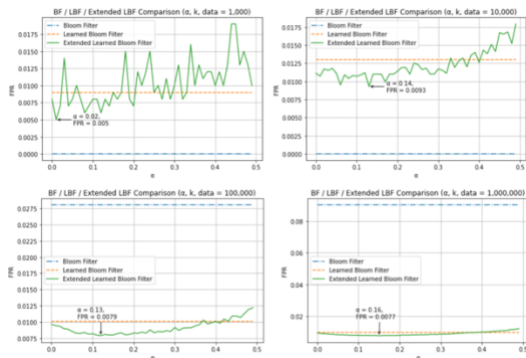 BF / LBF / Extended LBF Comparison (α, k, data = 1,000)
Bloom Filter
Learned Bloom Filter
Extended Learned Bloom Filter
0.0175
0.0150
0.0125
0.0100
0.0075
0.0050
0.0025
0.0000
FPR
α = 0.02,
FPR = 0.005
0.0 0.1 0.2 0.3 0.4 0.5
α
BF / LBF / Extended LBF Comparison (α, k, data = 10,000)
Bloom Filter
Learned Bloom Filter
Extended Learned Bloom Filter
0.0175
0.0150
0.0125
0.0100
0.0075
0.0050
0.0025
0.0000
FPR
α = 0.14,
FPR = 0.0093
0.0 0.1 0.2 0.3 0.4 0.5
α
BF / LBF / Extended LBF Comparison (α, k, data = 100,000)
0.0275
0.0250
0.0225
0.0200
0.0175
0.0150
0.0125
0.0100
0.0075
FPR
Bloom Filter
Learned Bloom Filter
Extended Learned Bloom Filter
α = 0.13,
FPR = 0.0079
0.0 0.1 0.2 0.3 0.4 0.5
α
BF / LBF / Extended LBF Comparison (α, k, data = 1,000,000)
0.08
0.06
0.04
0.02
FPR
Bloom Filter
Learned Bloom Filter
Extended Learned Bloom Filter
α = 0.16,
FPR = 0.0077
0.0 0.1 0.2 0.3 0.4 0.5
α